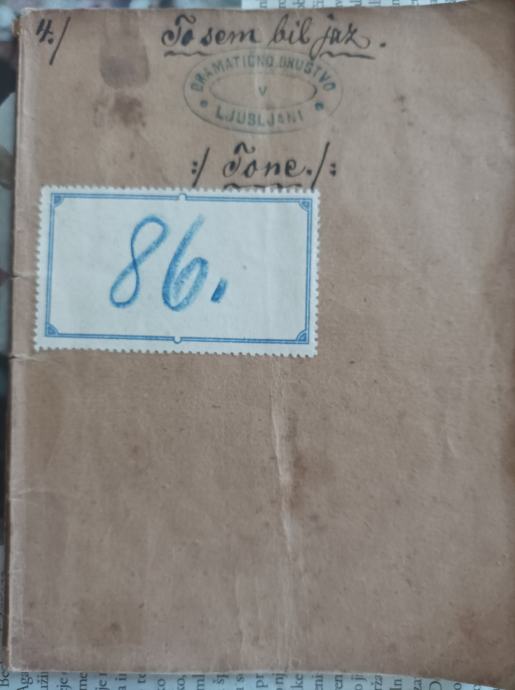 4./ To sem bil jaz.
DRAMATIČNO DRUŠTVO
V
LJUBLJANI
:/ Tone. /:
86.